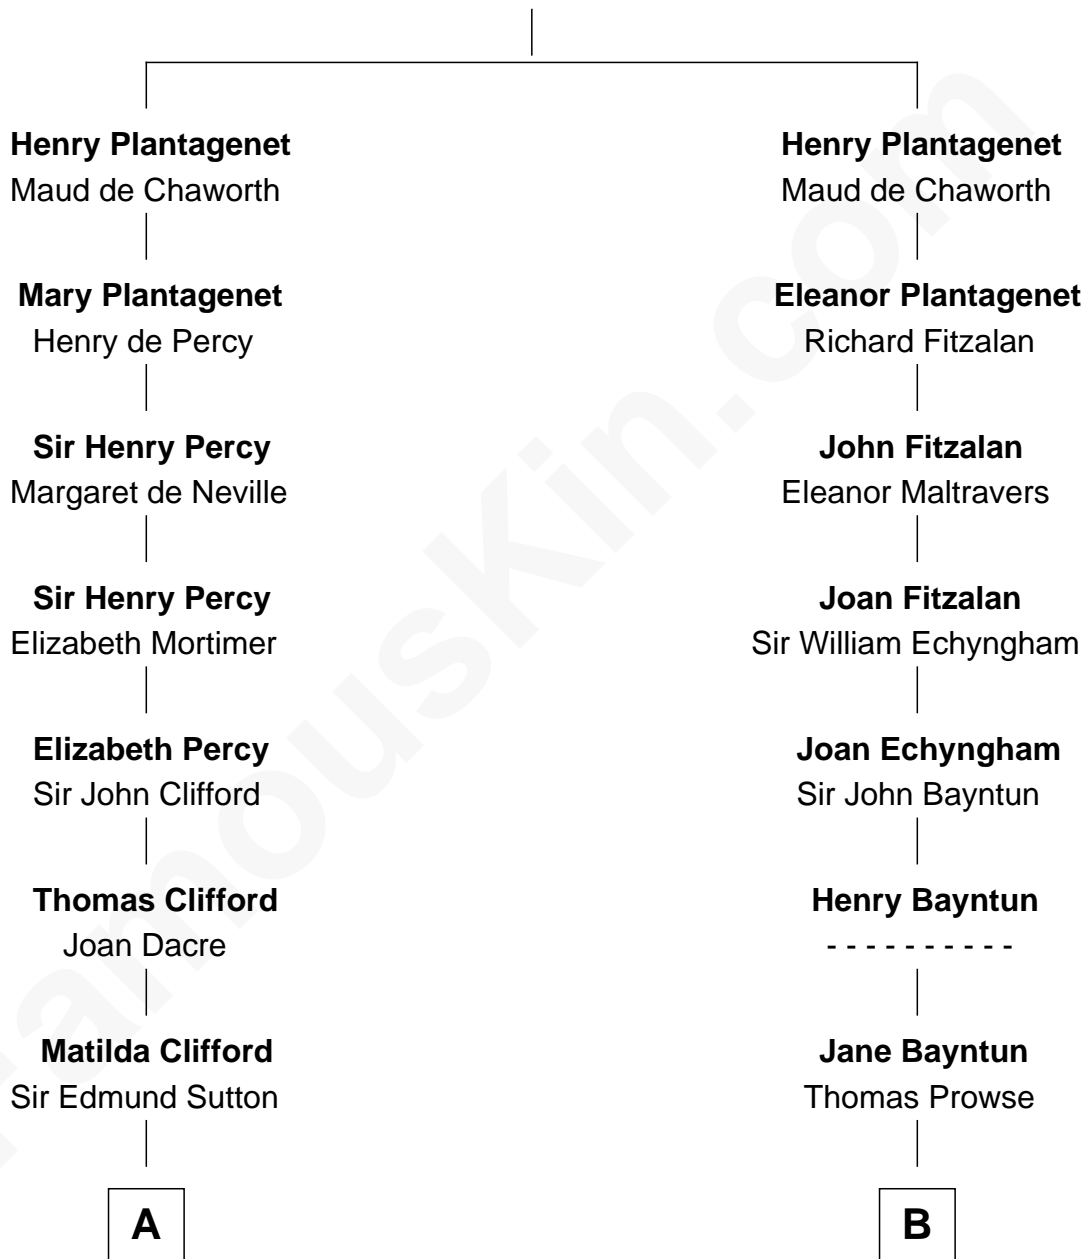 Henry Plantagenet
Maud de Chaworth
Mary Plantagenet
Henry de Percy
Sir Henry Percy
Margaret de Neville
Sir Henry Percy
Elizabeth Mortimer
Elizabeth Percy
Sir John Clifford
Thomas Clifford
Joan Dacre
Matilda Clifford
Sir Edmund Sutton
A
Henry Plantagenet
Maud de Chaworth
Eleanor Plantagenet
Richard Fitzalan
John Fitzalan
Eleanor Maltravers
Joan Fitzalan
Sir William Echyngham
Joan Echyngham
Sir John Bayntun
Henry Bayntun
- - - - - - - - - -
Jane Bayntun
Thomas Prowse
B
FamousKin.com